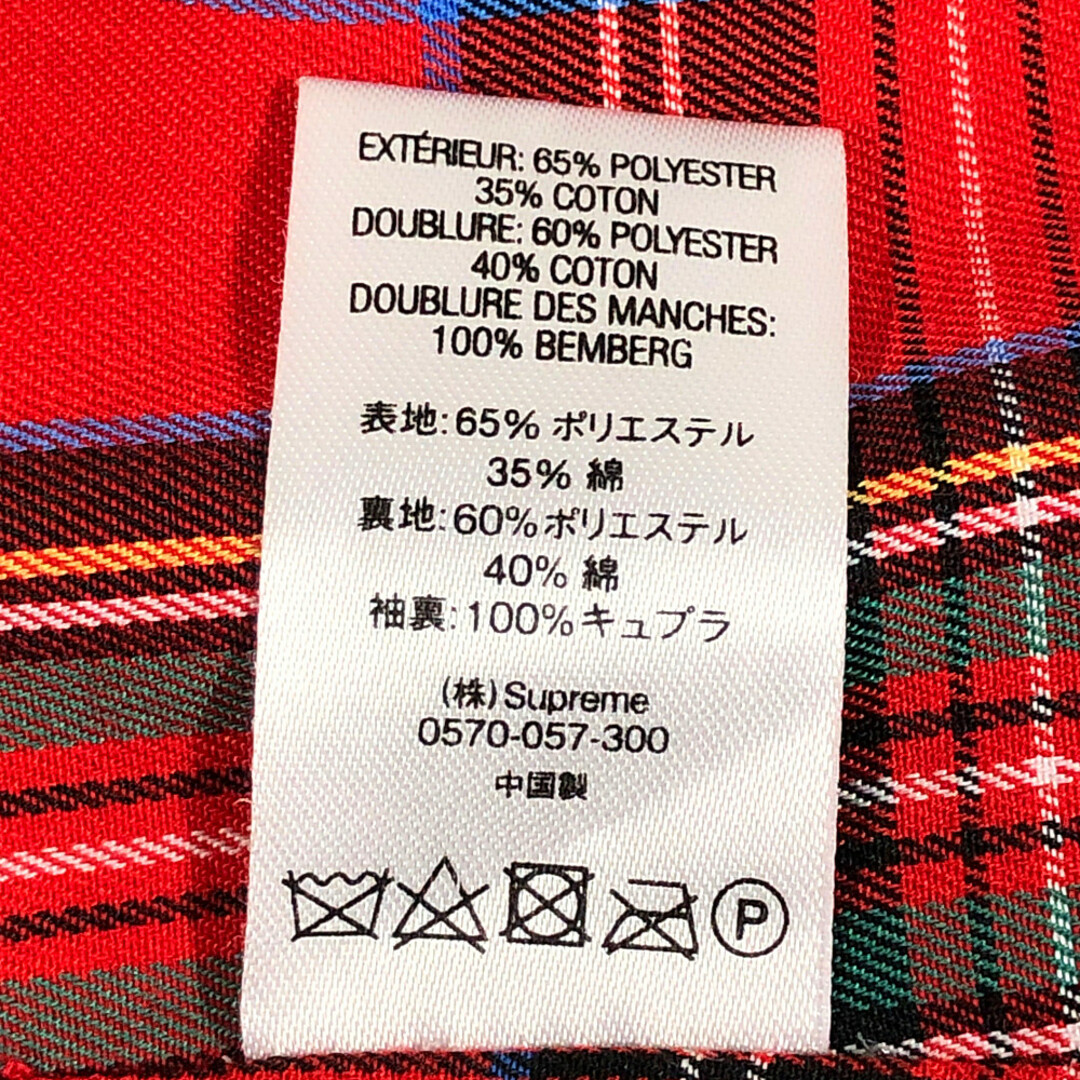 EXTÉRIEUR: 65% POLYESTER
35% COTON
DOUBLURE: 60% POLYESTER
40% COTON
DOUBLURE DES MANCHES:
100% BEMBERG
表地:65% ポリエステル
35% 綿
裏地:60%ポリエステル
40% 綿
袖裏:100%キュプラ
(株)Supreme
0570-057-300
中国製
P